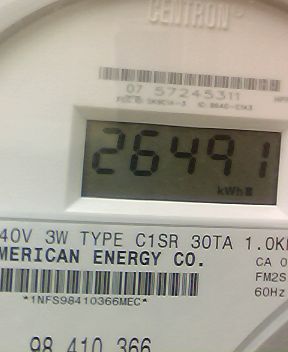 CENTRON
07 57245311
26491
kWh
40V 3W TYPE C1SR 30TA 1.0K
MERICAN ENERGY CO.
CA 0
FM2S
*1NFS98410366MEC*
60Hz
98 410 366